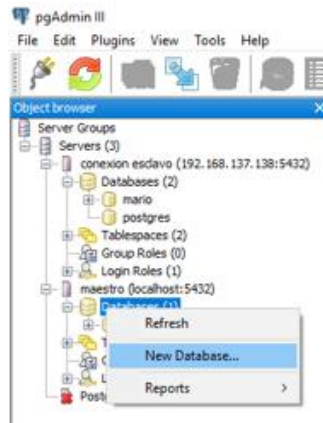 pgAdmin III
File Edit Plugins View Tools Help
Object browser
Server Groups
Servers (3)
conexion esclavo (192.168.137.138:5432)
Databases (2)
mario
postgres
Tablespaces (2)
Group Roles (0)
Login Roles (1)
maestro (localhost:5432)
Databases (1)
Refresh
New Database...
Reports